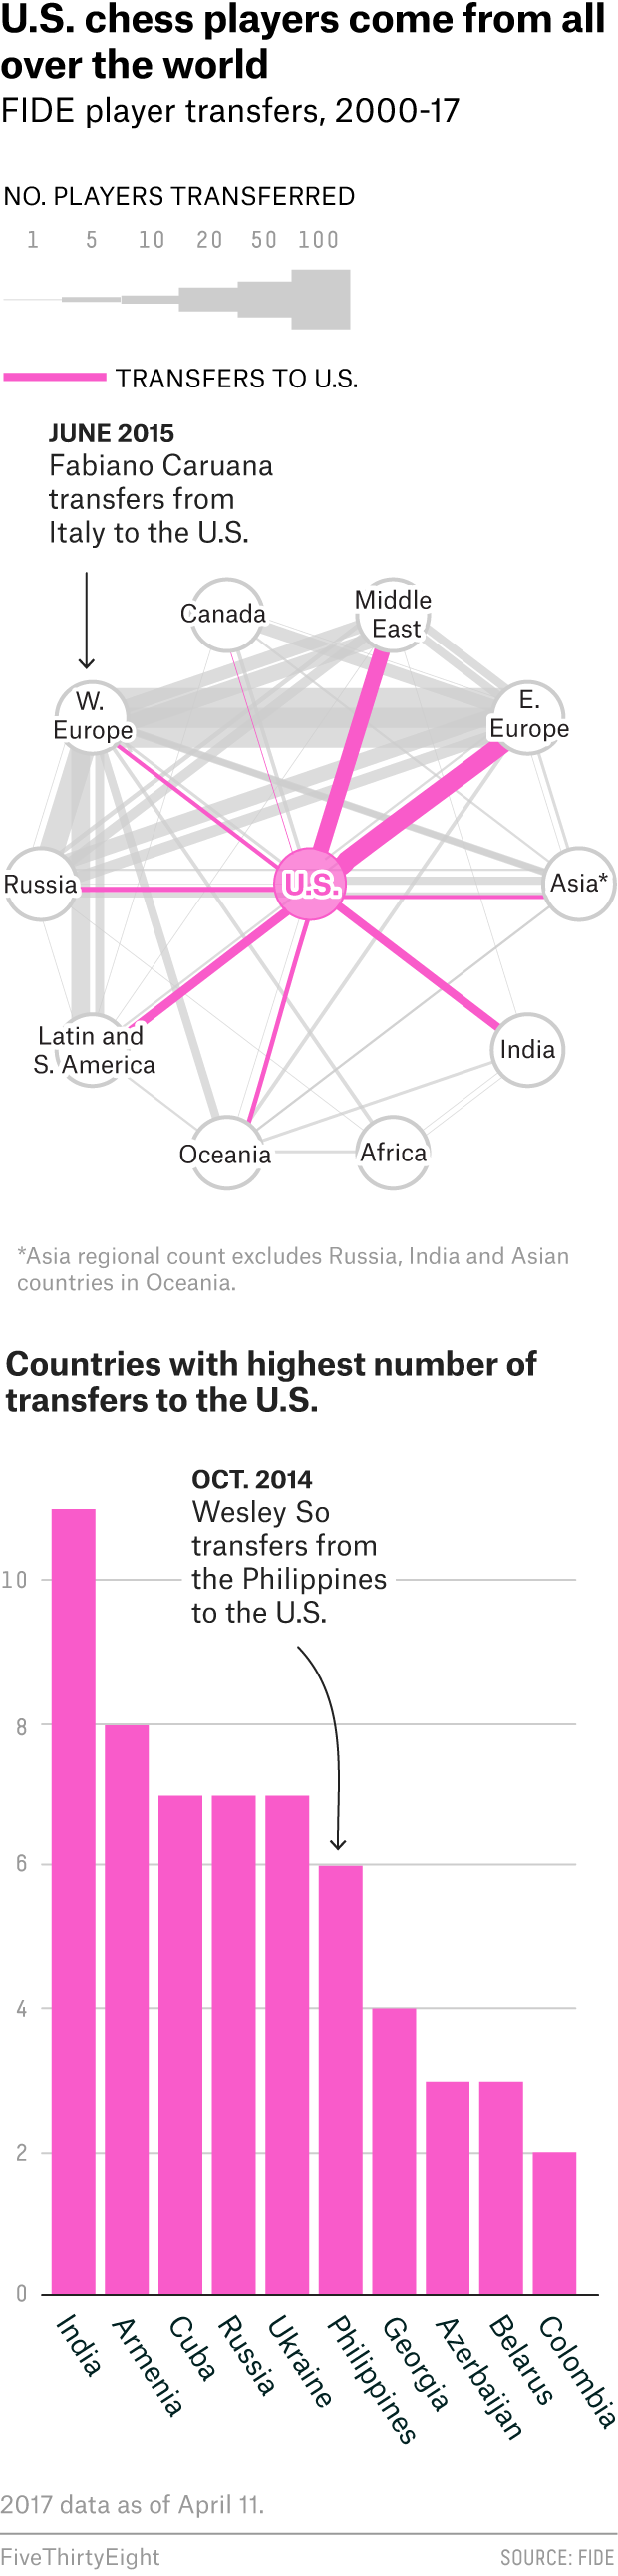 U.S. chess players come from all
over the world
FIDE player transfers, 2000-17
NO. PLAYERS TRANSFERRED
1 5 10 20 50 100
TRANSFERS TO U.S.
JUNE 2015
Fabiano Caruana
transfers from
Italy to the U.S.
Canada
Middle
East
W.
Europe
E.
Europe
Russia
U.S.
Asia*
Latin and
S. America
India
Oceania
Africa
*Asia regional count excludes Russia, India and Asian
countries in Oceania.
Countries with highest number of
transfers to the U.S.
OCT. 2014
Wesley So
transfers from
the Philippines
to the U.S.
10
8
6
4
2
0
India
Armenia
Cuba
Russia
Ukraine
Philippines
Georgia
Azerbaijan
Belarus
Colombia
2017 data as of April 11.
FiveThirtyEight
SOURCE: FIDE